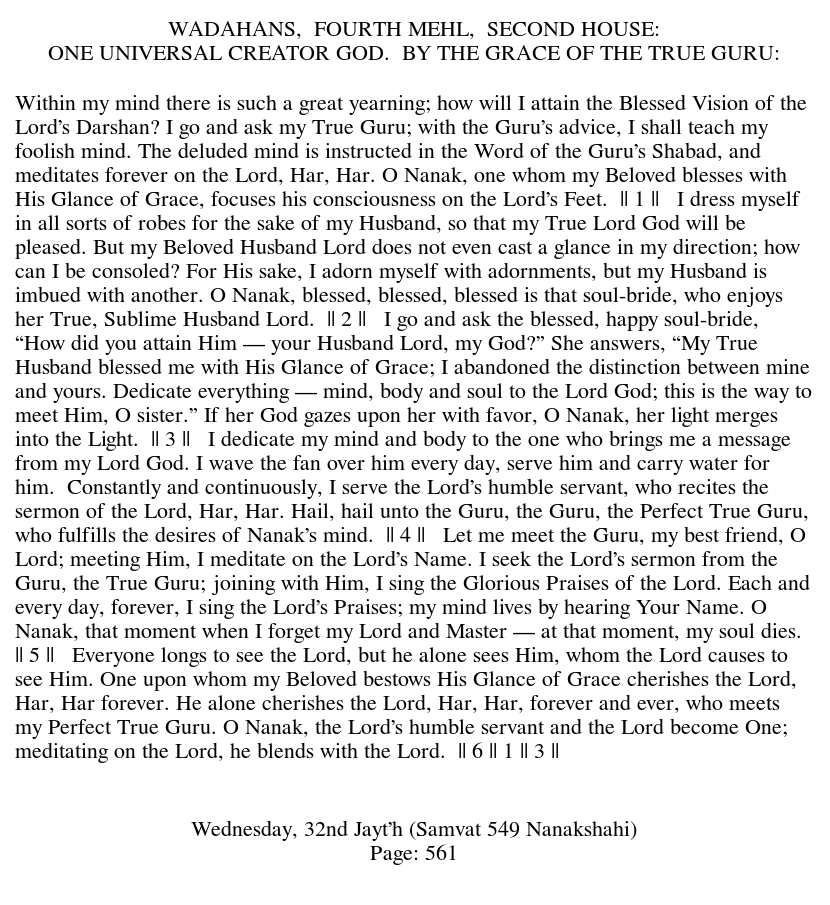 WADAHANS, FOURTH MEHL, SECOND HOUSE:
ONE UNIVERSAL CREATOR GOD. BY THE GRACE OF THE TRUE GURU:
Within my mind there is such a great yearning; how will I attain the Blessed Vision of the
Lord’s Darshan? I go and ask my True Guru; with the Guru’s advice, I shall teach my
foolish mind. The deluded mind is instructed in the Word of the Guru’s Shabad, and
meditates forever on the Lord, Har, Har. O Nanak, one whom my Beloved blesses with
His Glance of Grace, focuses his consciousness on the Lord’s Feet. || 1 || I dress myself
in all sorts of robes for the sake of my Husband, so that my True Lord God will be
pleased. But my Beloved Husband Lord does not even cast a glance in my direction; how
can I be consoled? For His sake, I adorn myself with adornments, but my Husband is
imbued with another. O Nanak, blessed, blessed, blessed is that soul-bride, who enjoys
her True, Sublime Husband Lord. || 2 || I go and ask the blessed, happy soul-bride,
“How did you attain Him — your Husband Lord, my God?” She answers, “My True
Husband blessed me with His Glance of Grace; I abandoned the distinction between mine
and yours. Dedicate everything — mind, body and soul to the Lord God; this is the way to
meet Him, O sister.” If her God gazes upon her with favor, O Nanak, her light merges
into the Light. || 3 || I dedicate my mind and body to the one who brings me a message
from my Lord God. I wave the fan over him every day, serve him and carry water for
him. Constantly and continuously, I serve the Lord’s humble servant, who recites the
sermon of the Lord, Har, Har. Hail, hail unto the Guru, the Guru, the Perfect True Guru,
who fulfills the desires of Nanak’s mind. || 4 || Let me meet the Guru, my best friend, O
Lord; meeting Him, I meditate on the Lord’s Name. I seek the Lord’s sermon from the
Guru, the True Guru; joining with Him, I sing the Glorious Praises of the Lord. Each and
every day, forever, I sing the Lord’s Praises; my mind lives by hearing Your Name. O
Nanak, that moment when I forget my Lord and Master — at that moment, my soul dies.
|| 5 || Everyone longs to see the Lord, but he alone sees Him, whom the Lord causes to
see Him. One upon whom my Beloved bestows His Glance of Grace cherishes the Lord,
Har, Har forever. He alone cherishes the Lord, Har, Har, forever and ever, who meets
my Perfect True Guru. O Nanak, the Lord’s humble servant and the Lord become One;
meditating on the Lord, he blends with the Lord. || 6 || 1 || 3 ||
Wednesday, 32nd Jayt’h (Samvat 549 Nanakshahi)
Page: 561